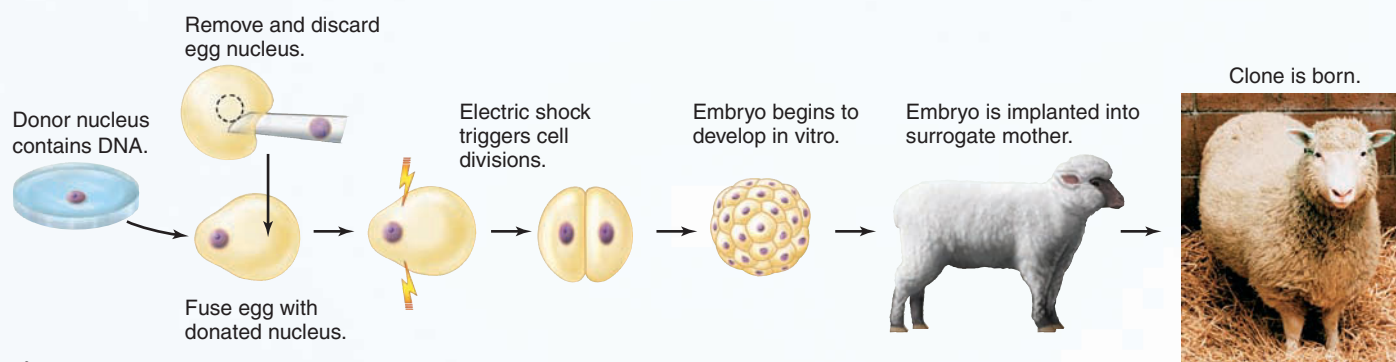 Donor nucleus
contains DNA.
Remove and discard
egg nucleus.
Fuse egg with
donated nucleus.
Electric shock
triggers cell
divisions.
Embryo begins to
develop in vitro.
Embryo is implanted into
surrogate mother.
Clone is born.